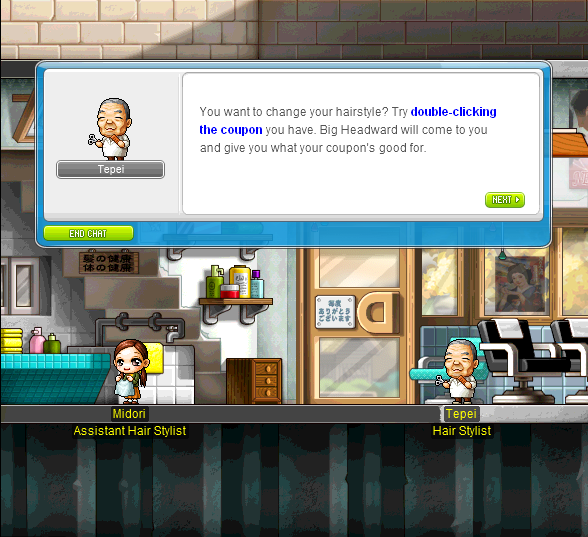 You want to change your hairstyle? Try double-clicking
the coupon you have. Big Headward will come to you
and give you what your coupon's good for.
Tepei
NEXT
END CHAT
髪の健康
体の健康
毎度
ありがとう
ございます
Midori
Assistant Hair Stylist
Tepei
Hair Stylist